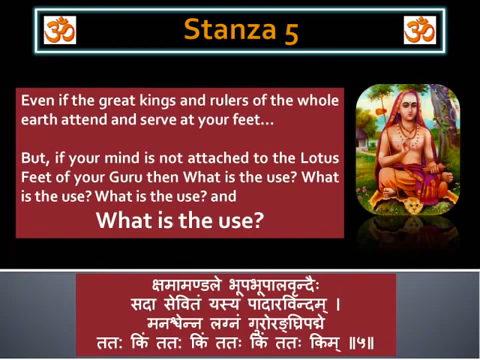 ॐ
Stanza 5
ॐ
Even if the great kings and rulers of the whole
earth attend and serve at your feet...
But, if your mind is not attached to the Lotus
Feet of your Guru then What is the use? What
is the use? What is the use? and
What is the use?
क्षमामण्डले भूपभूपालवृन्दैः
सदा सेवितं यस्य पादारविन्दम् ।
मनश्चेन्न लग्नं गुरोरङ्घ्रिपद्मे
ततः किं ततः किं ततः किं ततः किम् ॥५॥